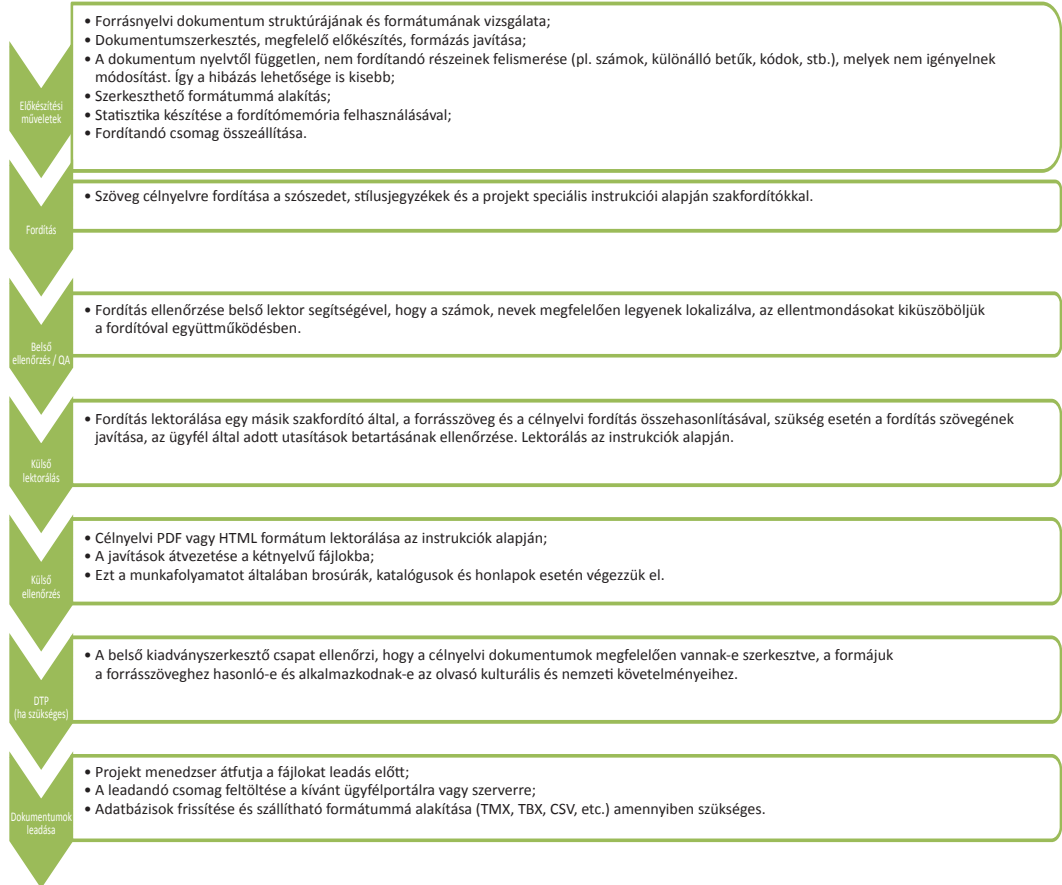 Előkészítési
műveletek
• Forrásnyelvi dokumentum struktúrájának és formátumának vizsgálata;
• Dokumentumszerkesztés, megfelelő előkészítés, formázás javítása;
• A dokumentum nyelvtől független, nem fordítandó részeinek felismerése (pl. számok, különálló betűk, kódok, stb.), melyek nem igényelnek
módosítást. Így a hibázás lehetősége is kisebb;
• Szerkeszthető formátummá alakítás;
• Statisztika készítése a fordítómemória felhasználásával;
• Fordítandó csomag összeállítása.
Fordítás
• Szöveg célnyelvre fordítása a szószedet, stílusjegyzékek és a projekt speciális instrukciói alapján szakfordítókkal.
Belső
ellenőrzés / QA
• Fordítás ellenőrzése belső lektor segítségével, hogy a számok, nevek megfelelően legyenek lokalizálva, az ellentmondásokat kiküszöböljük
a fordítóval együttműködésben.
Külső
lektorálás
• Fordítás lektorálása egy másik szakfordító által, a forrásszöveg és a célnyelvi fordítás összehasonlításával, szükség esetén a fordítás szövegének
javítása, az ügyfél által adott utasítások betartásának ellenőrzése. Lektorálás az instrukciók alapján.
Külső
ellenőrzés
• Célnyelvi PDF vagy HTML formátum lektorálása az instrukciók alapján;
• A javítások átvezetése a kétnyelvű fájlokba;
• Ezt a munkafolyamatot általában brosúrák, katalógusok és honlapok esetén végezzük el.
DTP
(ha szükséges)
• A belső kiadványszerkesztő csapat ellenőrzi, hogy a célnyelvi dokumentumok megfelelően vannak-e szerkesztve, a formájuk
a forrásszöveghez hasonló-e és alkalmazkodnak-e az olvasó kulturális és nemzeti követelményeihez.
Dokumentumok
leadása
• Projekt menedzser átfutja a fájlokat leadás előtt;
• A leadandó csomag feltöltése a kívánt ügyfélportálra vagy szerverre;
• Adatbázisok frissítése és szállítható formátummá alakítása (TMX, TBX, CSV, etc.) amennyiben szükséges.